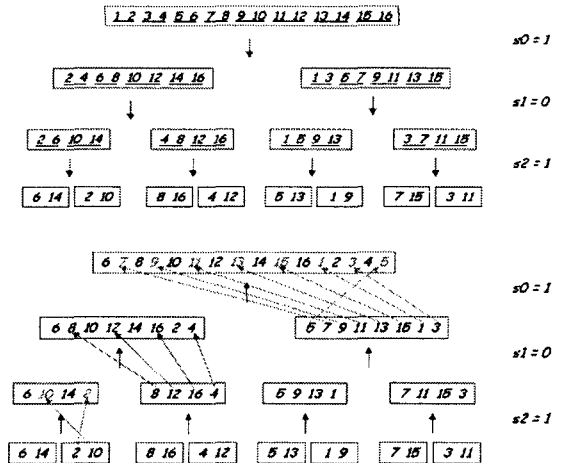 1 2 3 4 5 6 7 8 9 10 11 12 13 14 15 16
s0 = 1
2 4 6 8 10 12 14 16 1 3 5 7 9 11 13 15
s1 = 0
2 6 10 14 4 8 12 16 1 5 9 13 3 7 11 15
s2 = 1
6 14 2 10 8 16 4 12 5 13 1 9 7 15 3 11
6 7 8 9 10 11 12 13 14 15 16 1 2 3 4 5
s0 = 1
6 8 10 12 14 16 2 4 5 7 9 11 13 15 1 3
s1 = 0
6 10 14 2 8 12 16 4 5 9 13 1 7 11 15 3
s2 = 1
6 14 2 10 8 16 4 12 5 13 1 9 7 15 3 11